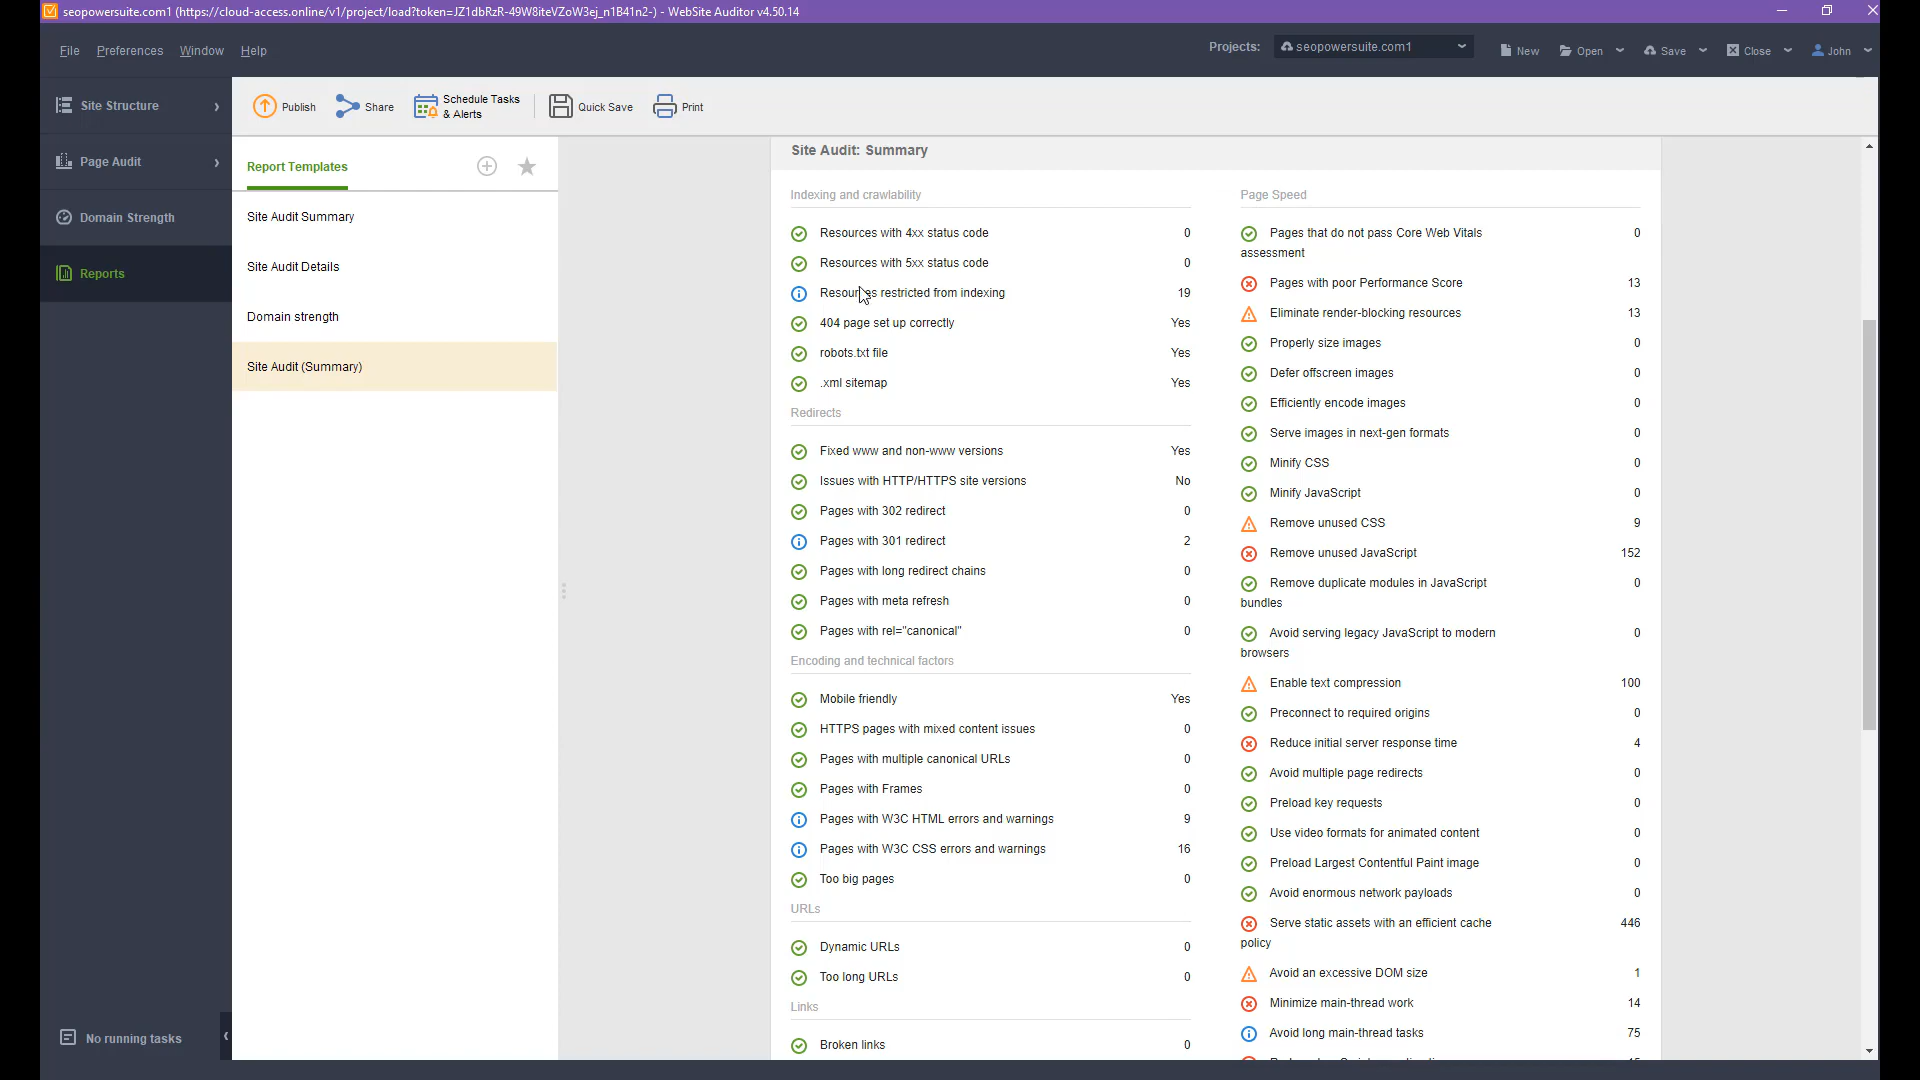 seopowersuite.com1 (https://cloud-access.online/v1/project/load?token=JZ1dbRzR-49W8iteVZoW3ej_n1B41n2-) - WebSite Auditor v4.50.14
File Preferences Window Help
Projects: seopowersuite.com1 New Open Save Close John
Site Structure
Page Audit
Domain Strength
Reports
No running tasks
Publish Share Schedule Tasks & Alerts Quick Save Print
Report Templates
Site Audit Summary
Site Audit Details
Domain strength
Site Audit (Summary)
Site Audit: Summary
Indexing and crawlability
Resources with 4xx status code 0
Resources with 5xx status code 0
Resources restricted from indexing 19
404 page set up correctly Yes
robots.txt file Yes
.xml sitemap Yes
Redirects
Fixed www and non-www versions Yes
Issues with HTTP/HTTPS site versions No
Pages with 302 redirect 0
Pages with 301 redirect 2
Pages with long redirect chains 0
Pages with meta refresh 0
Pages with rel="canonical" 0
Encoding and technical factors
Mobile friendly Yes
HTTPS pages with mixed content issues 0
Pages with multiple canonical URLs 0
Pages with Frames 0
Pages with W3C HTML errors and warnings 9
Pages with W3C CSS errors and warnings 16
Too big pages 0
URLs
Dynamic URLs 0
Too long URLs 0
Links
Broken links 0
Page Speed
Pages that do not pass Core Web Vitals 0
assessment
Pages with poor Performance Score 13
Eliminate render-blocking resources 13
Properly size images 0
Defer offscreen images 0
Efficiently encode images 0
Serve images in next-gen formats 0
Minify CSS 0
Minify JavaScript 0
Remove unused CSS 9
Remove unused JavaScript 152
Remove duplicate modules in JavaScript 0
bundles
Avoid serving legacy JavaScript to modern 0
browsers
Enable text compression 100
Preconnect to required origins 0
Reduce initial server response time 4
Avoid multiple page redirects 0
Preload key requests 0
Use video formats for animated content 0
Preload Largest Contentful Paint image 0
Avoid enormous network payloads 0
Serve static assets with an efficient cache 446
policy
Avoid an excessive DOM size 1
Minimize main-thread work 14
Avoid long main-thread tasks 75